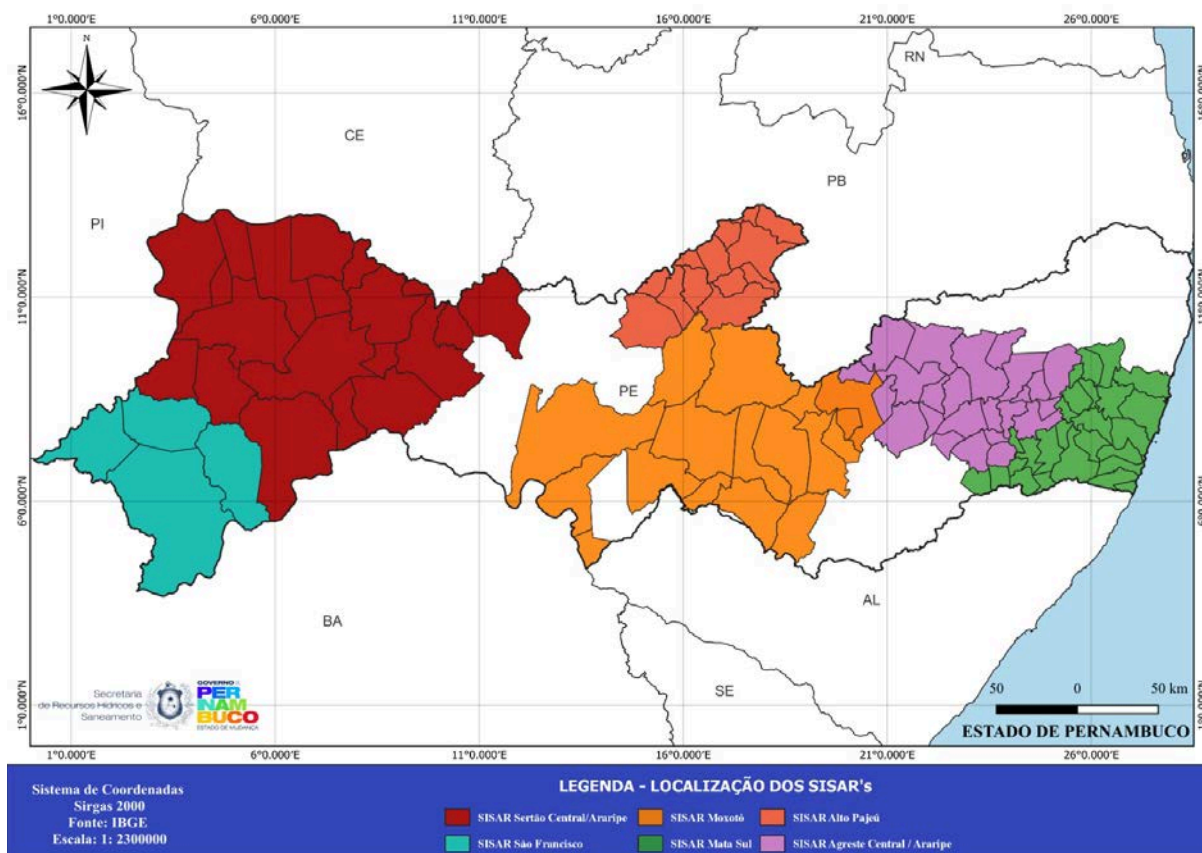 1°0.000'E 6°0.000'E 11°0.000'E 16°0.000'E 21°0.000'E 26°0.000'E
N
RN
16°0.000'N
CE
PB
PI
11°0.000'N
PE
6°0.000'N
AL
BA
SE
1°0.000'N
Secretaria
de Recursos Hídricos e
Saneamento
PER
NAM
BUCO
ESTADO DE MUDANÇA
50 0 50 km
ESTADO DE PERNAMBUCO
1°0.000'E 6°0.000'E 11°0.000'E 16°0.000'E 21°0.000'E 26°0.000'E
Sistema de Coordenadas
Sirgas 2000
Fonte: IBGE
Escala: 1: 2300000
LEGENDA - LOCALIZAÇÃO DOS SISAR's
SISAR Sertão Central/Araripe
SISAR Moxotó
SISAR Alto Pajeú
SISAR São Francisco
SISAR Mata Sul
SISAR Agreste Central / Araripe